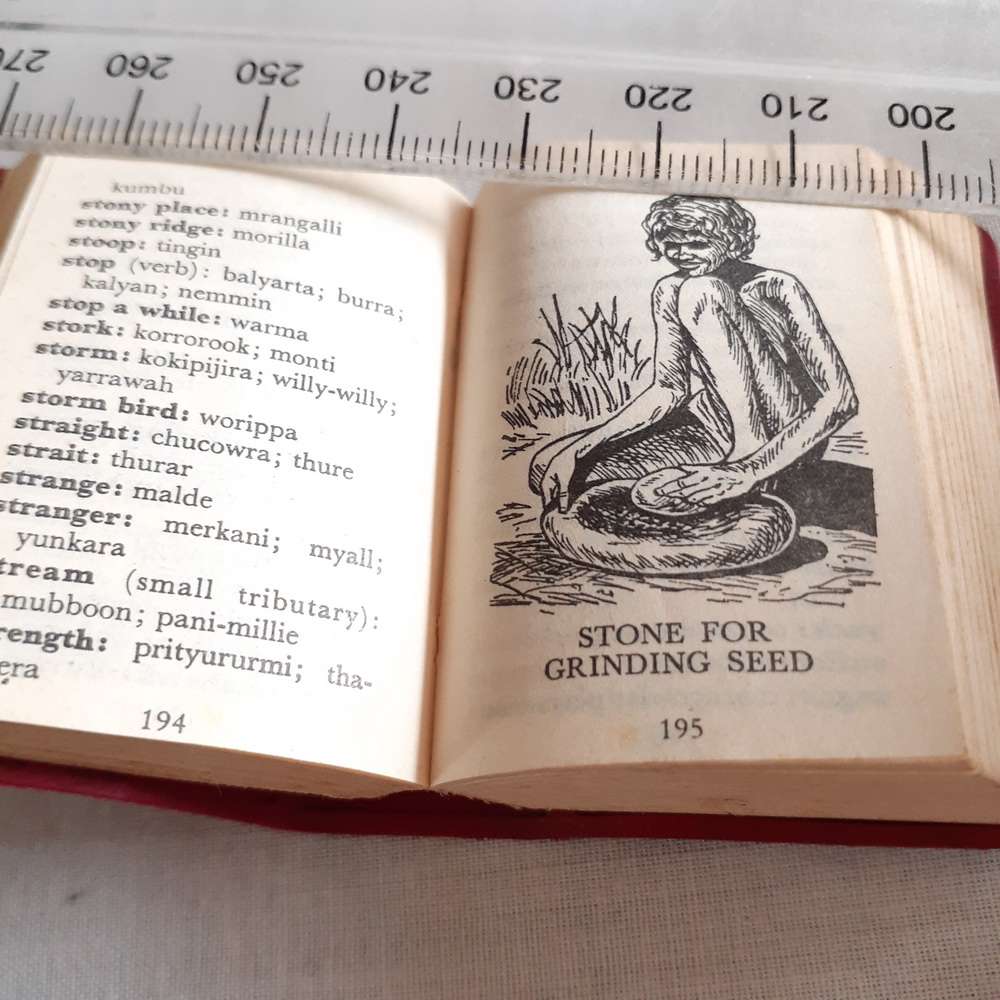 270 260 250 240 230 220 210 200
kumbu
stony place: mrangalli
stony ridge: morilla
stoop: tingin
stop (verb): balyarta; burra;
kalyan; nemmin
stop a while: warma
stork: korrorook; monti
storm: kokipijira; willy-willy;
yarrawah
storm bird: worippa
straight: chucowra; thure
strait: thurar
strange: malde
stranger: merkani; myall;
yunkara
tream (small tributary):
mubboon; pani-millie
rength: prityururmi; tha-
era
194
STONE FOR
GRINDING SEED
195